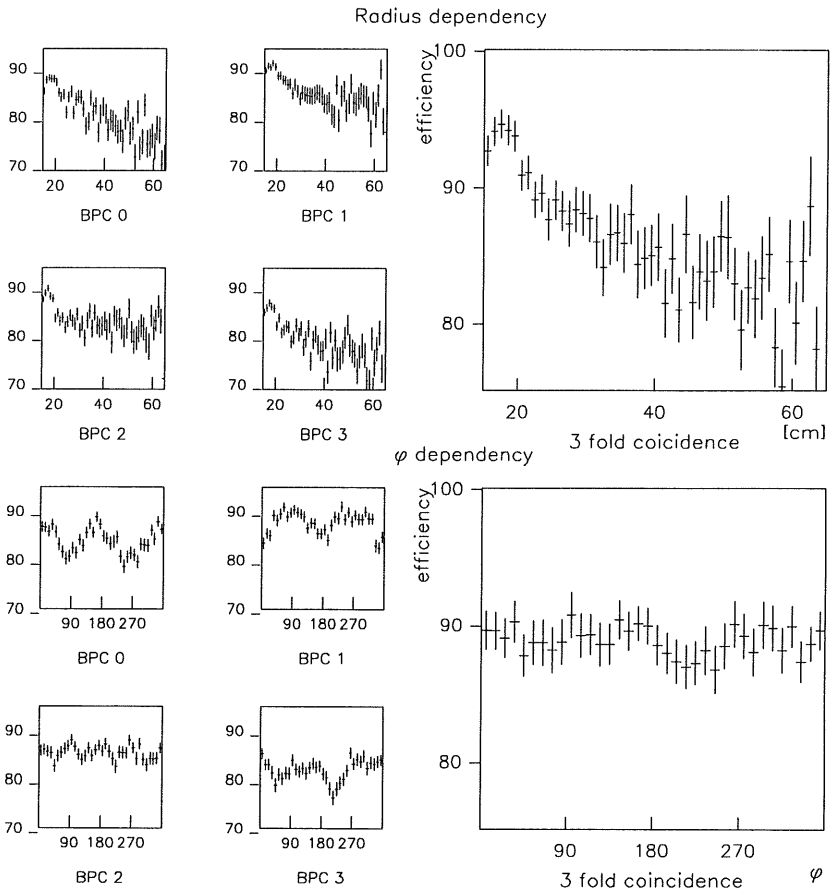 Radius dependency
90
80
70
20 40 60
BPC 0
90
80
70
20 40 60
BPC 1
90
80
70
20 40 60
BPC 2
90
80
70
20 40 60
BPC 3
100
90
80
efficiency
20 40 60
[cm]
3 fold coicidence
φ dependency
90
80
70
90 180 270
BPC 0
90
80
70
90 180 270
BPC 1
90
80
70
90 180 270
BPC 2
90
80
70
90 180 270
BPC 3
100
90
80
efficiency
90 180 270
3 fold coincidence φ